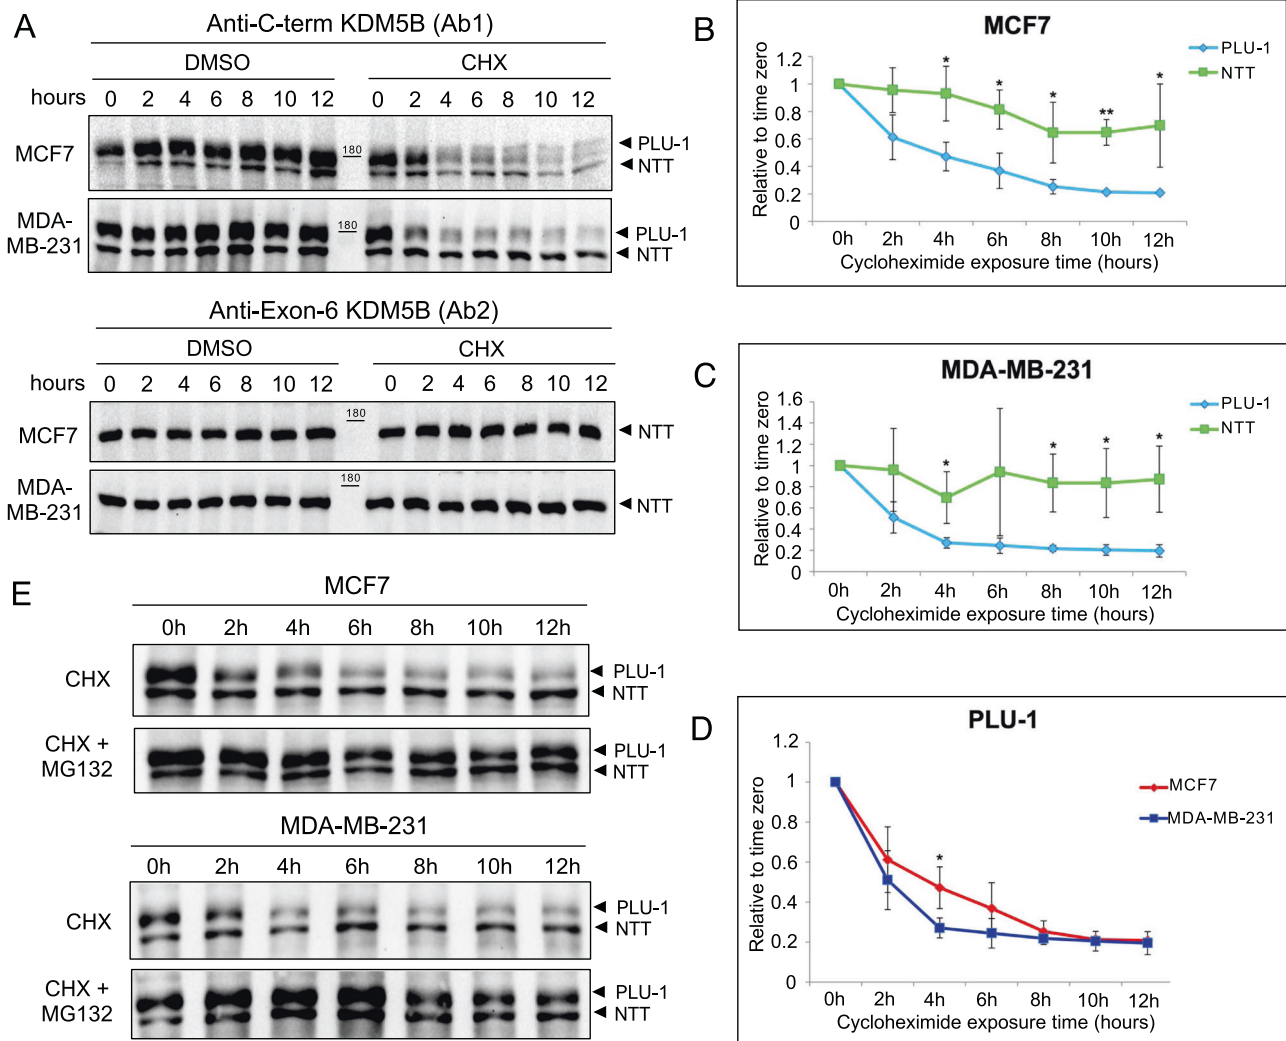 A
Anti-C-term KDM5B (Ab1)
DMSO CHX
hours 0 2 4 6 8 10 12 0 2 4 6 8 10 12
MCF7 180 PLU-1
NTT
MDA-
MB-231 180 PLU-1
NTT
Anti-Exon-6 KDM5B (Ab2)
DMSO CHX
hours 0 2 4 6 8 10 12 0 2 4 6 8 10 12
MCF7 180 NTT
MDA-
MB-231 180 NTT
B
MCF7
PLU-1
NTT
Relative to time zero
1.2
1
0.8
0.6
0.4
0.2
0
* * * ** *
0h 2h 4h 6h 8h 10h 12h
Cycloheximide exposure time (hours)
C
MDA-MB-231
PLU-1
NTT
Relative to time zero
1.6
1.4
1.2
1
0.8
0.6
0.4
0.2
0
* * * *
0h 2h 4h 6h 8h 10h 12h
Cycloheximide exposure time (hours)
E
MCF7
0h 2h 4h 6h 8h 10h 12h
CHX PLU-1
NTT
CHX +
MG132 PLU-1
NTT
MDA-MB-231
0h 2h 4h 6h 8h 10h 12h
CHX PLU-1
NTT
CHX +
MG132 PLU-1
NTT
D
PLU-1
MCF7
MDA-MB-231
Relative to time zero
1.2
1
0.8
0.6
0.4
0.2
0
*
0h 2h 4h 6h 8h 10h 12h
Cycloheximide exposure time (hours)